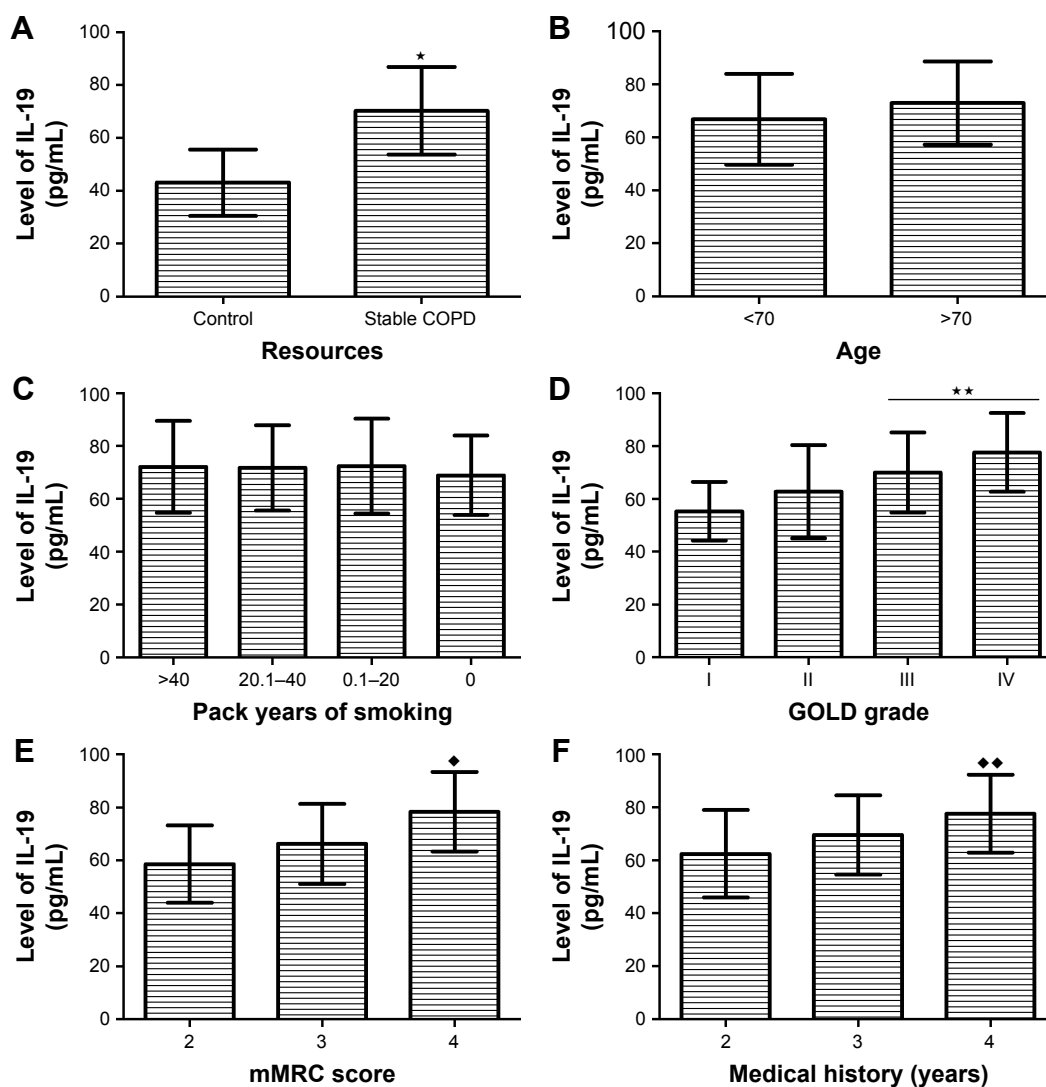 A
Level of IL-19
(pg/mL)
100
80
60
40
20
0
★
Control
Stable COPD
Resources
B
Level of IL-19
(pg/mL)
100
80
60
40
20
0
<70
>70
Age
C
Level of IL-19
(pg/mL)
100
80
60
40
20
0
>40
20.1–40
0.1–20
0
Pack years of smoking
D
Level of IL-19
(pg/mL)
100
80
60
40
20
0
★★
I
II
III
IV
GOLD grade
E
Level of IL-19
(pg/mL)
100
80
60
40
20
0
◆
2
3
4
mMRC score
F
Level of IL-19
(pg/mL)
100
80
60
40
20
0
◆◆
2
3
4
Medical history (years)